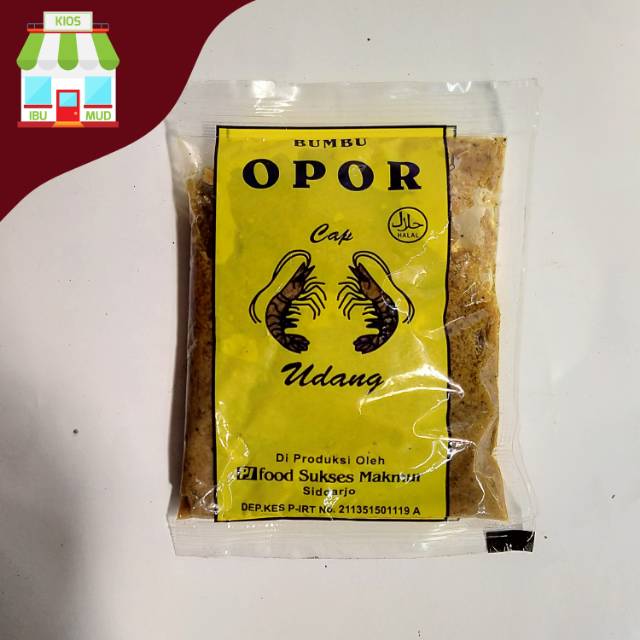 KIOS
IBU MUD
BUMBU
OPOR
حلال
HALAL
Cap
Udang
Di Produksi Oleh
food Sukses Makmur
Sidoarjo
DEP.KES P-IRT No. 211351501119 A